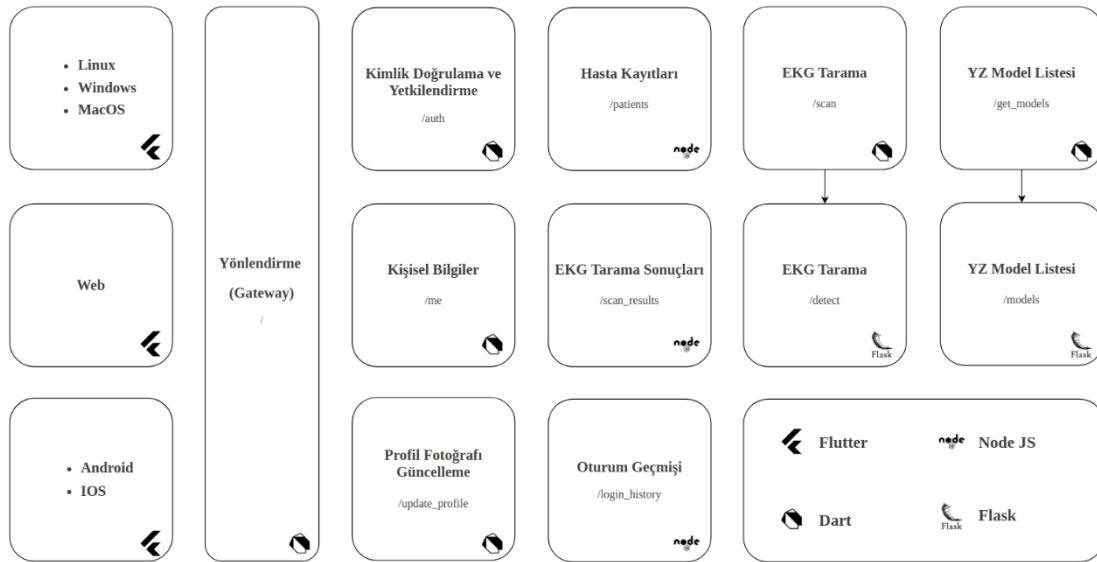 Linux
Windows
MacOS
Web
Android
IOS
Yönlendirme
(Gateway)
/
Kimlik Doğrulama ve
Yetkilendirme
/auth
Hasta Kayıtları
/patients
node
EKG Tarama
/scan
YZ Model Listesi
/get_models
Kişisel Bilgiler
/me
EKG Tarama Sonuçları
/scan_results
node
EKG Tarama
/detect
Flask
YZ Model Listesi
/models
Flask
Profil Fotoğrafı
Güncelleme
/update_profile
Oturum Geçmişi
/login_history
node
Flutter
node
Node JS
Dart
Flask
Flask